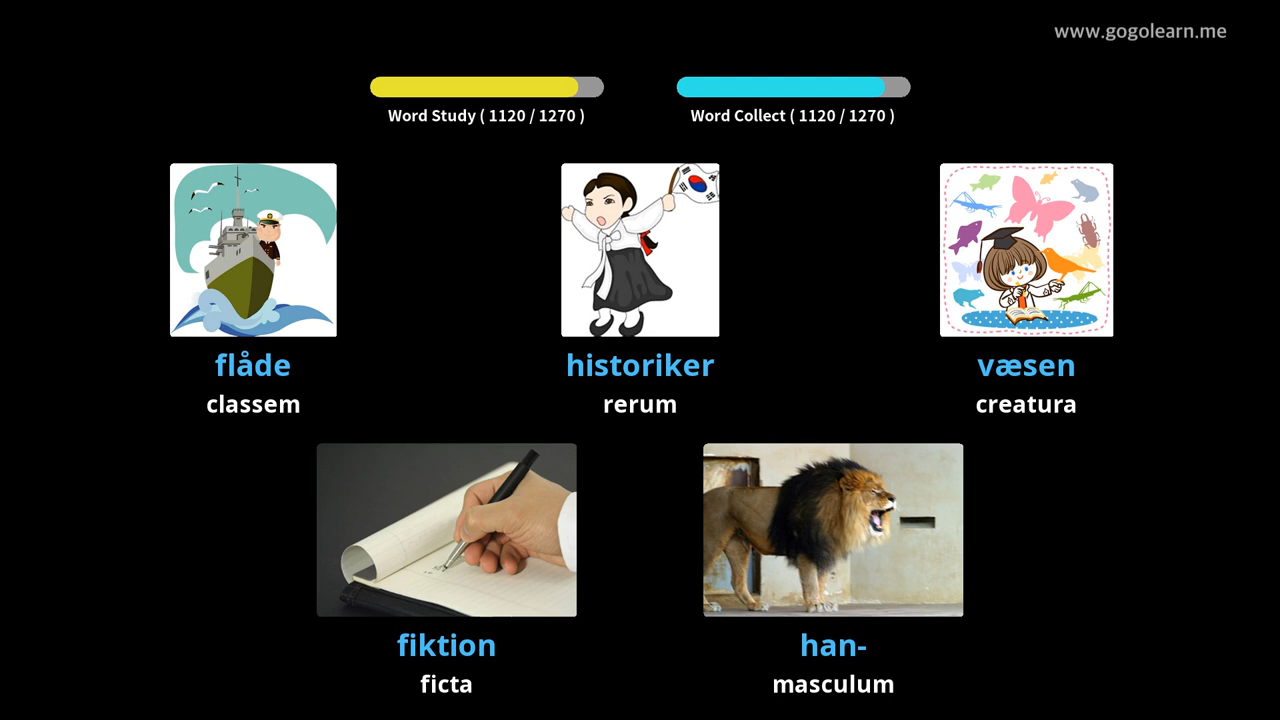 www.gogolearn.me
Word Study ( 1120 / 1270 )
Word Collect ( 1120 / 1270 )
flåde
historiker
væsen
classem
rerum
creatura
fiktion
han-
ficta
masculum